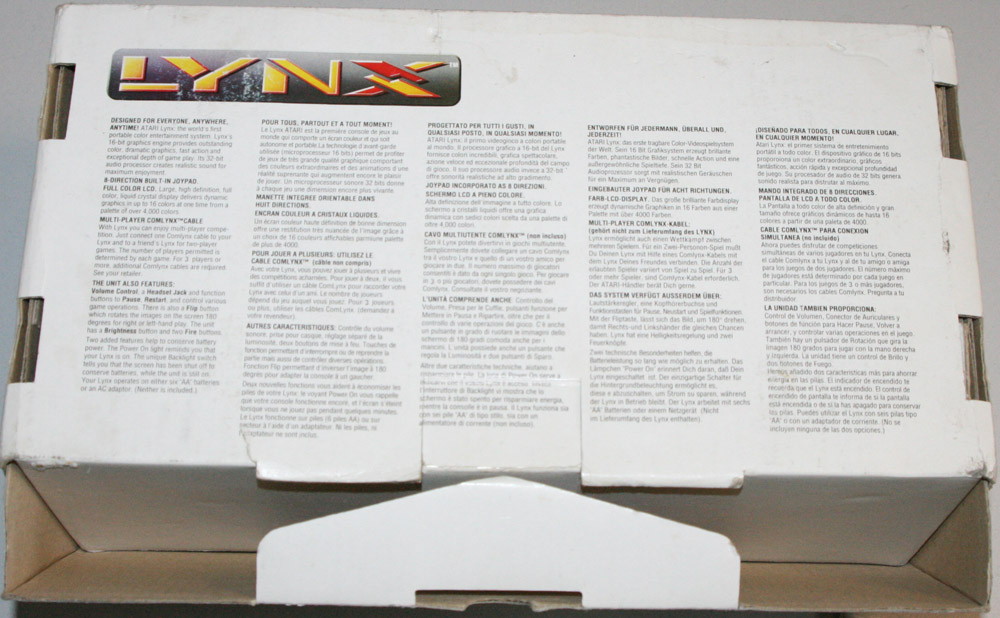 LYNX™
DESIGNED FOR EVERYONE, ANYWHERE,
ANYTIME! ATARI Lynx: the world's first
portable color entertainment system. Lynx's
16-bit graphics engine provides outstanding
color, dramatic graphics, fast action and
exceptional depth of game play. Its 32-bit
audio processor creates realistic sound for
maximum enjoyment.
8-DIRECTION BUILT-IN JOYPAD.
FULL COLOR LCD. Large, high definition, full
color, liquid crystal display delivers dynamic
graphics in up to 16 colors at one time from a
palette of over 4,000 colors.
MULTI-PLAYER COMLYNX™CABLE
With Lynx you can enjoy multi-player compe-
tition. Just connect one Comlynx cable to your
Lynx and to a friend's Lynx for two-player
games. The number of players permitted is
determined by each game. For 3 players or
more, additional Comlynx cables are required.
See your retailer.
THE UNIT ALSO FEATURES:
Volume Control, a Headset Jack and function
buttons to Pause, Restart, and control various
game operations. There is also a Flip button
which rotates the images on the screen 180
degrees for right or left-hand play. The unit
has a Brightness button and two Fire buttons.
Two added features help to conserve battery
power. The Power On light reminds you that
your Lynx is on. The unique Backlight switch
tells you that the screen has been shut off to
conserve batteries, while the unit is still on.
Your Lynx operates on either six 'AA' batteries
or an AC adaptor. (Neither is included.)
POUR TOUS, PARTOUT ET A TOUT MOMENT!
Le Lynx ATARI est la première console de jeux au
monde qui comporte un écran couleur et qui soit
autonome et portable. La technologie d'avant-garde
utilisée (microprocesseur 16 bits) permet de profiter
de jeux de très grande qualité graphique comportant
des couleurs extraordinaires et des animations d'une
réalité suprenante qui augmentent encore le plaisir
de jouer. Un microprocesseur sonore 32 bits donne
à chaque jeu une dimension encore plus vivante.
MANETTE INTEGREE ORIENTABLE DANS
HUIT DIRECTIONS.
ENCRAN COULEUR A CRISTAUX LIQUIDES.
Un écran couleur haute définition de bonne dimension
offre une restitution très nuancée de l'image grâce à
un choix de 16 couleurs affichables parmi une palette
de plus de 4000.
POUR JOUER A PLUSIEURS: UTILISEZ LE
CABLE COMLYNX™ (câble non compris)
Avec votre Lynx, vous pouvez jouer à plusieurs et vivre
des compétitions acharnées. Pour jouer à deux, il vous
suffit d'utiliser un câble ComLynx pour raccorder votre
Lynx avec celui d'un ami. Le nombre de joueurs
dépend du jeu auquel vous jouez. Pour 3 joueurs
ou plus, utiliser les câbles ComLynx (demandez à
votre revendeur).
AUTRES CARACTERISTIQUES: Contrôle du volume
sonore, prise pour casque, réglage séparé de la
luminosité, deux boutons de mise à feu. Touches de
fonction permettant d'interrompre ou de reprendre la
partie mais aussi de contrôler diverses opérations.
Fonction Flip permettant d'inverser l'image à 180
degrés pour adapter la console à un gaucher.
Deux nouvelles fonctions vous aident à économiser les
piles de votre Lynx: le voyant Power On vous rappelle
que votre console fonctionne encore, et l'écran s'éteint
lorsque vous ne jouez pas pendant quelques minutes.
Le Lynx fonctionne sur piles (6 piles AA) ou sur
secteur à l'aide d'un adaptateur. Ni les piles, ni
l'adaptateur ne sont inclus.
PROGETTATO PER TUTTI I GUSTI, IN
QUALSIASI POSTO, IN QUALSIASI MOMENTO!
ATARI Lynx: il primo videogioco a colori portatile
al mondo. Il processore grafico a 16-bit del Lynx
fornisce colori incredibili, grafica spettacolare,
azione veloce ed eccezionale profondità del campo
di gioco. Il suo processore audio invece a 32-bit
offre sonorità realistiche ad alto gradimento.
JOYPAD INCORPORATO AS 8 DIREZIONI.
SCHERMO LCD A PIENO COLORE.
Alta definizione dell'immagine a tutto colore. Lo
schermo a cristalli liquidi offre una grafica
dinamica con sedici colori spelta da una paletta di
oltre 4.000 colori.
CAVO MULTIUTENTE COMLYNX™ (non incluso)
Con il Lynx potete divertirvi in giochi multiutente.
Semplicemente dovete collegare un cavo Comlynx
tra il vostro Lynx e quello di un vostro amico per
giocare in due. Il numero massimo di giocatori
consentiti è dato da ogni singolo gioco. Per giocare
in 3, o più giocatori, dovete possedere dei cavi
Comlynx. Consultate il vostro negoziante.
L'UNITÀ COMPRENDE ANCHE: Controllo del
Volume, Presa per le Cuffie, pulsanti funzione per
Mettere in Pausa e Ripartire, oltre che per il
controllo di varie operazioni del gioco. C'è anche
un pulsante in grado di ruotare le immagini dello
schermo di 180 gradi comoda anche per i
mancini. L'unità possiede anche un pulsante che
regola la Luminosità e due pulsanti di Sparo.
Altre due caratteristiche tecniche, aiutano a
l'interruttore di Backlight vi mostra che lo
schermo è stato spento per risparmiare energia,
mentre la consolle è in pausa. Il Lynx funziona sia
con sei pile 'AA' di tipo stilo, sia con un
alimentatore di corrente (non incluso).
ENTWORFEN FÜR JEDERMANN, ÜBERALL UND
JEDERZEIT!
ATARI Lynx, das erste tragbare Color-Videospielsystem
der Welt. Sein 16 Bit Grafikchip erzeugt brillante
Farben, phantastische Bilder, schnelle Action und eine
außergewöhnliche Spieltiefe. Sein 32 Bit
Audioprozessor sorgt mit realistischen Geräuschen
für ein Maximum an Vergnügen.
EINGEBAUTER JOYPAD FÜR ACHT RICHTUNGEN.
FARB-LCD-DISPLAY. Das große brillante Farbdisplay
erzeugt dynamische Graphiken in 16 Farben aus einer
Palette mit über 4000 Farben.
MULTI-PLAYER COMLYNX-KABEL.
(gehört nicht zum Lieferumfang des LYNX)
Lynx ermöglicht auch einen Wettkampf zwischen
mehreren Spielen. Für ein Zwei-Personen-Spiel mußt
Du Deinen Lynx mit Hilfe eines Comlynx-Kabels mit
dem Lynx Deines Freundes verbinden. Die Anzahl der
erlaubten Spieler variiert von Spiel zu Spiel. Für 3
oder mehr Spieler, sind Comlynx-Kabel erforderlich.
Der ATARI-Händler berät Dich gerne.
DAS SYSTEM VERFÜGT AUSSERDEM ÜBER:
Lautstärkeregler, eine Kopfhörerbuchse und
Funktionstasten für Pause, Neustart und Spielfunktionen.
Mit der Fliptaste, lässt sich das Bild, um 180° drehen,
damit Rechts-und Linkshänder die gleichen Chancen
haben. Lynx hat eine Helligkeitsregelung und zwei
Feuerknöpfe.
Zwei technische Besonderheiten helfen, die
Batterieleistung so lang wie möglich zu erhalten. Das
Lämpchen 'Power On' erinnert Dich daran, daß Dein
Lynx eingeschaltet ist. Der einzigartige Schalter für
die Hintergrundbeleuchtung ermöglicht es,
diese a abzuschalten, um Strom zu sparen, während
der Lynx in Betrieb bleibt. Der Lynx arbeitet mit sechs
'AA' Batterien oder einem Netzgerät. (Nicht
im Lieferumfang des Lynx enthalten).
¡DISEÑADO PARA TODOS, EN CUALQUIER LUGAR,
EN CUALQUIER MOMENTO!
Atari Lynx: el primer sistema de entretenimiento
portátil a todo color. El dispositivo gráfico de 16 bits
proporciona un color extraordinario, gráficos
fantásticos, acción rápida y excepcional profundidad
de juego. Su procesador de audio de 32 bits genera
sonido realista para disfrutar al máximo.
MANDO INTEGRADO DE 8 DIRECCIONES.
PANTALLA DE LCD A TODO COLOR.
La Pantalla a todo color de alta definición y gran
tamaño ofrece gráficos dinámicos de hasta 16
colores a partir de una paleta de 4000.
CABLE COMLYNX™ PARA CONEXION
SIMULTANEA (no incluido)
Ahora puedes disfrutar de competiciones
simultáneas de varios jugadores en tu Lynx. Conecta
el cable Comlynx a tu Lynx y al de tu amigo o amiga
para los juegos de dos jugadores. El número máximo
de jugadores está determinado por cada juego en
particular. Para los juegos de 3 o más jugadores,
son necesarios los cables Comlynx. Pregunta a tu
distribuidor.
LA UNIDAD TAMBIEN PROPORCIONA:
Control de Volumen, Conector de Auriculares y
botones de función para Hacer Pausa, Volver a
arrancar, y controlar varias operaciones en el juego.
También hay un pulsador de Rotación que gira la
Imagen 180 grados para jugar con la mano derecha
y izquierda. La unidad tiene un control de Brillo y
dos Botones de Fuego.
Hemos añadido dos características más para ahorrar
energía en las pilas. El indicador de encendido te
recuerda que el Lynx está encendido. El control de
encendido de pantalla te informa de si la pantalla
está encendida o de si la has apagado para conservar
las pilas. Puedes utilizar el Lynx con seis pilas tipo
'AA' o con un adaptador de corriente. (No se
incluyen ninguna de las dos opciones.)